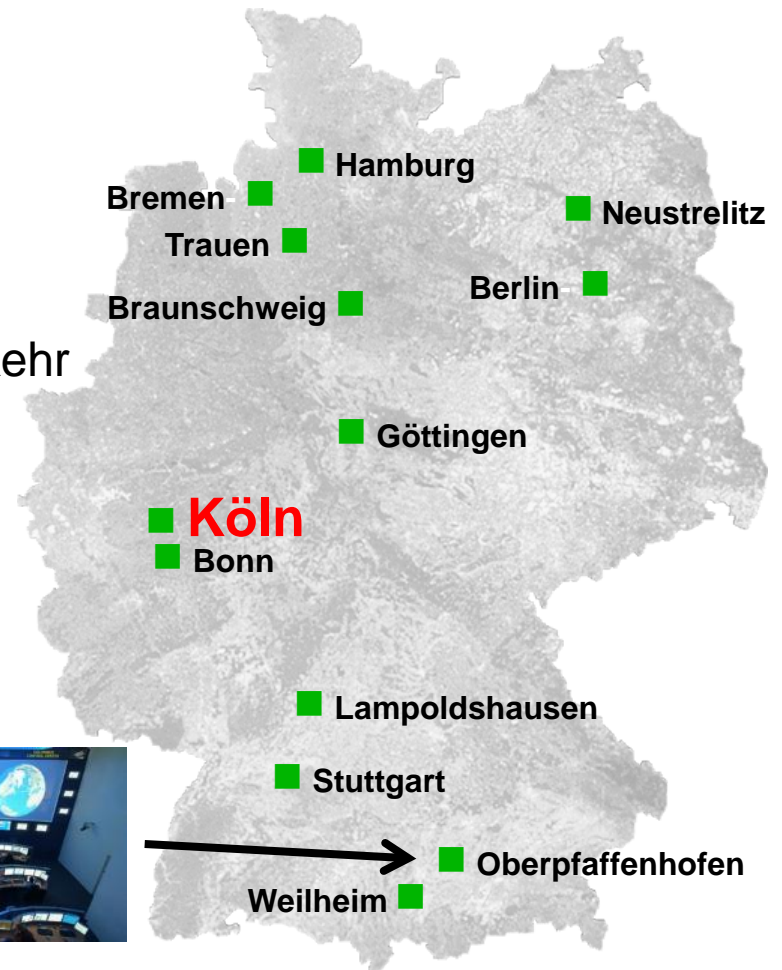 Hamburg
Bremen
Neustrelitz
Trauen
Berlin
Braunschweig
ehr
Göttingen
Köln
Bonn
Lampoldshausen
Stuttgart
Oberpfaffenhofen
Weilheim